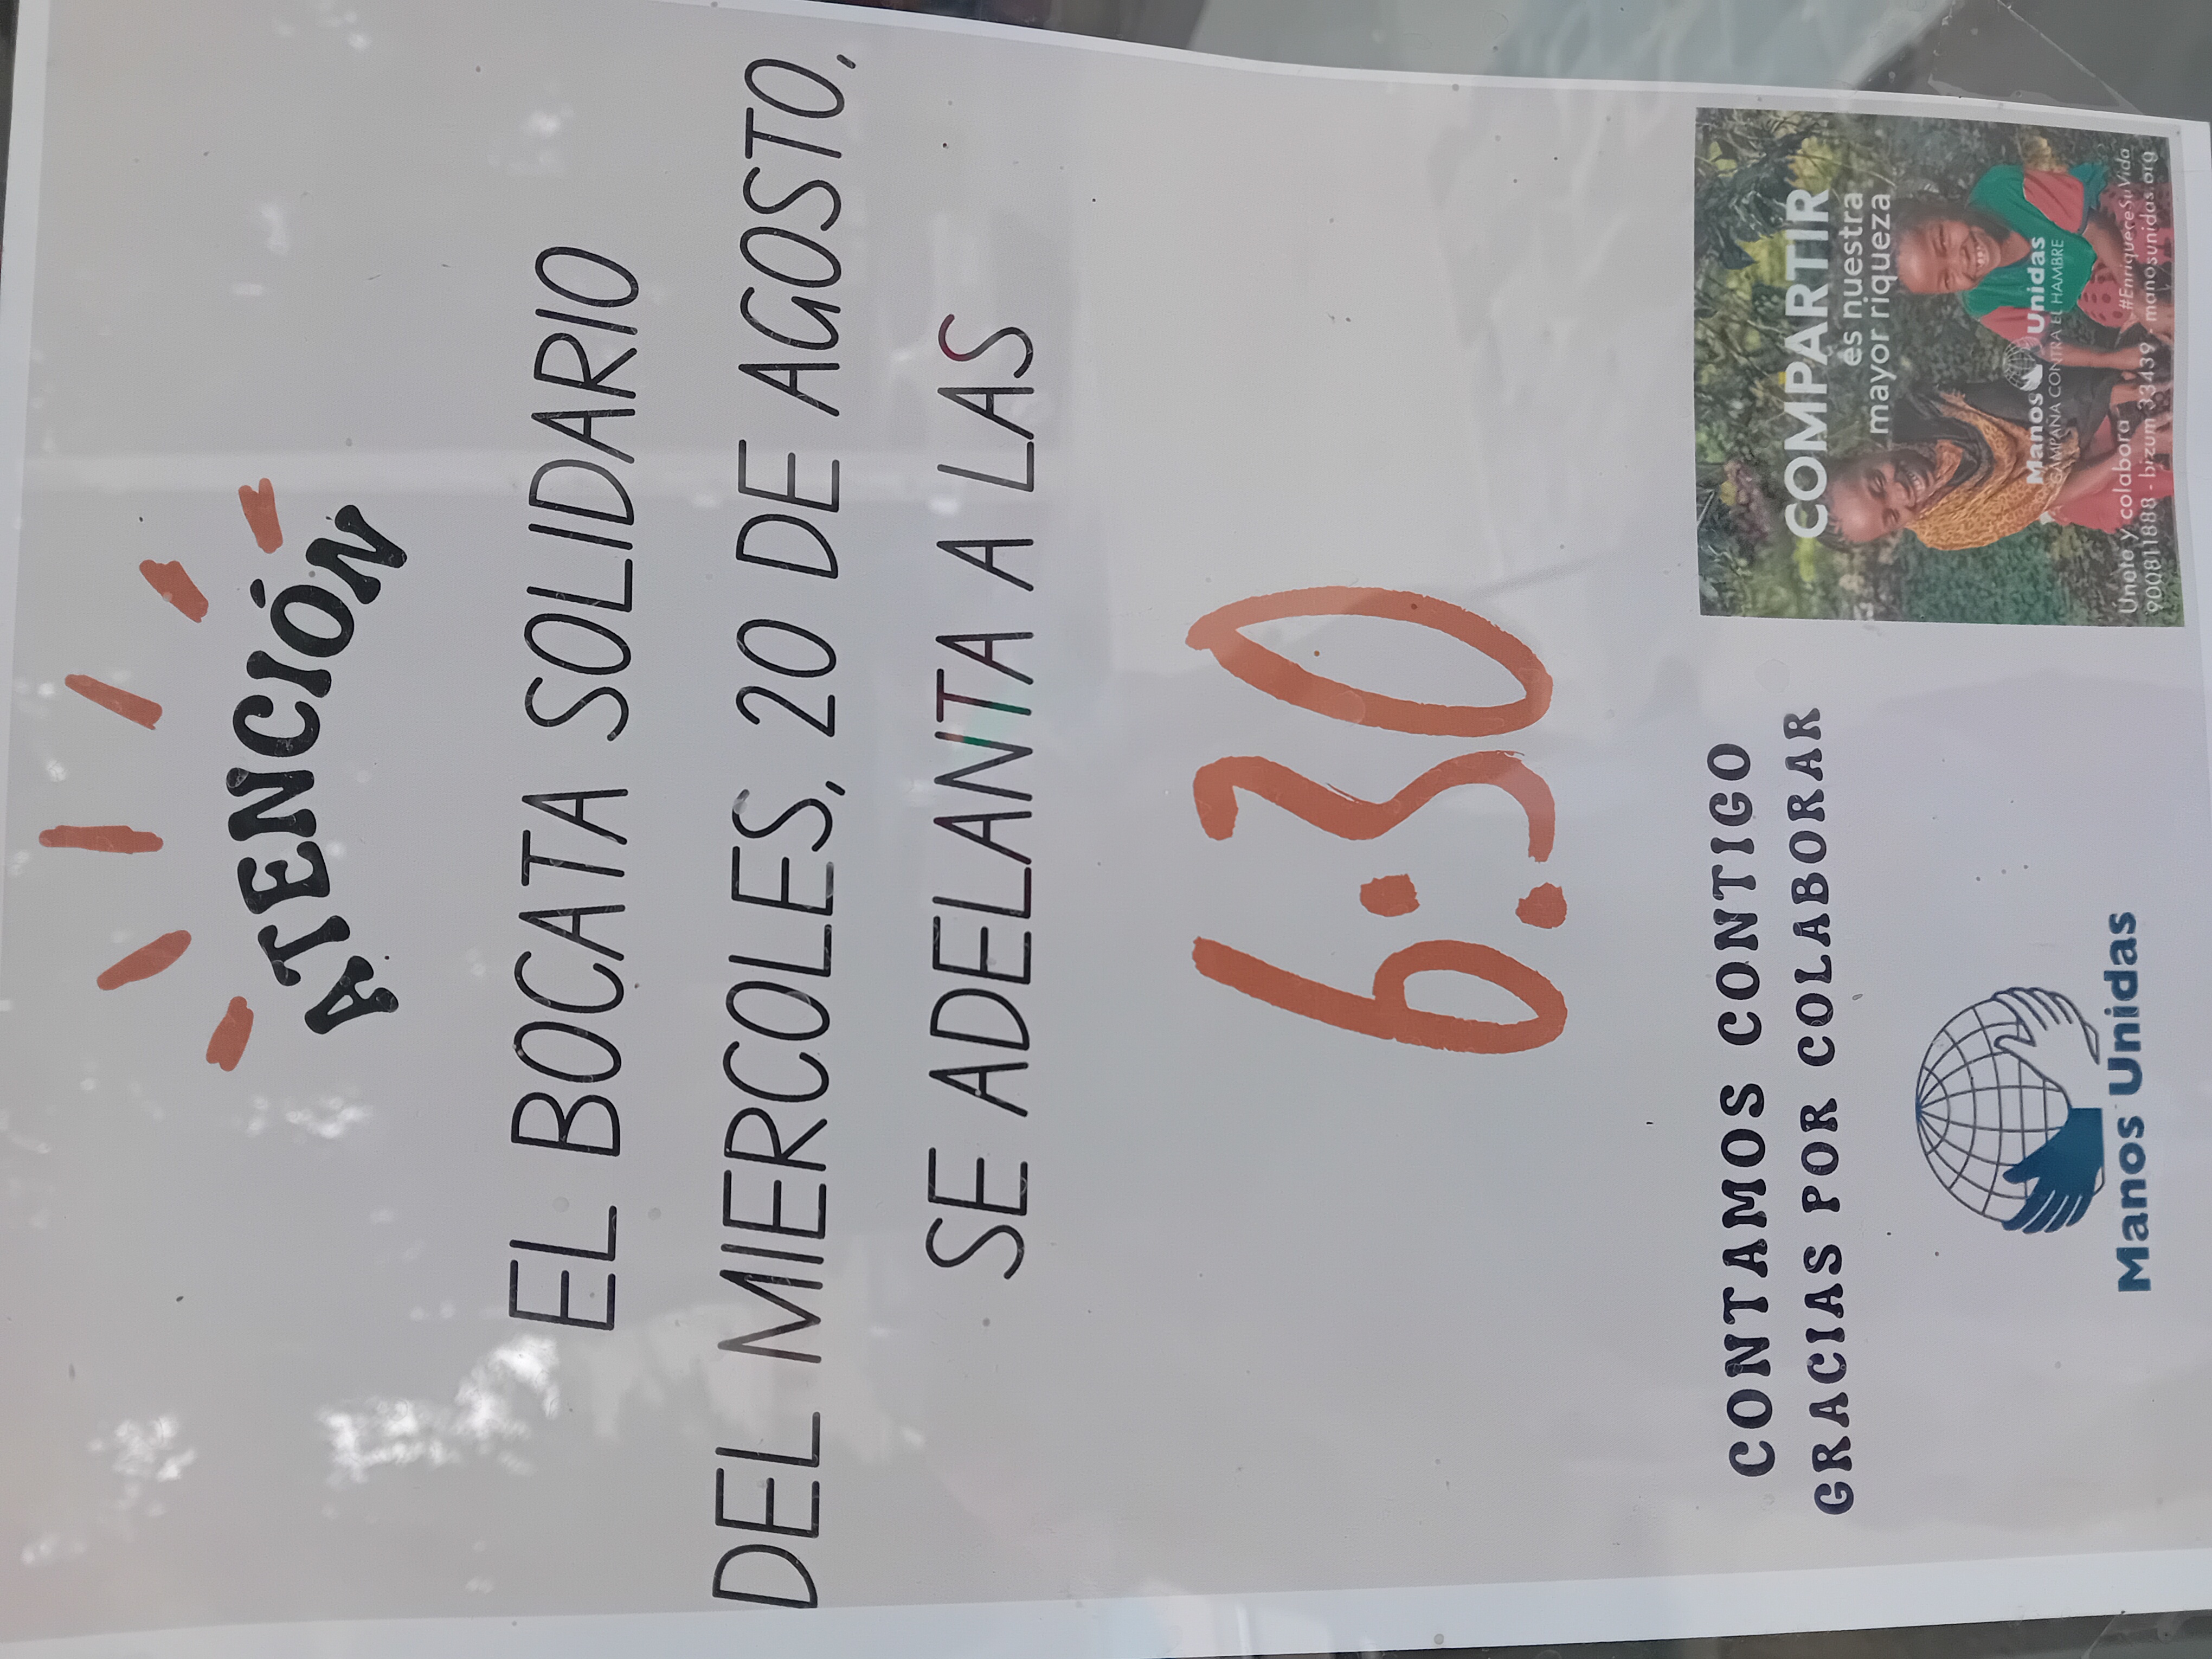 ATENCIÓN
EL BOCATA SOLIDARIO
DEL MIERCOLES, 20 DE AGOSTO,
SE ADELANTA A LAS
6:30
CONTAMOS CONTIGO
GRACIAS POR COLABORAR
Manos Unidas
COMPARTIR
es nuestra
mayor riqueza
Manos Unidas
CAMPAÑA CONTRA EL HAMBRE
Únete y colabora #EnriqueceSuVida
900811888 - bizum 33439 - manosunidas.org